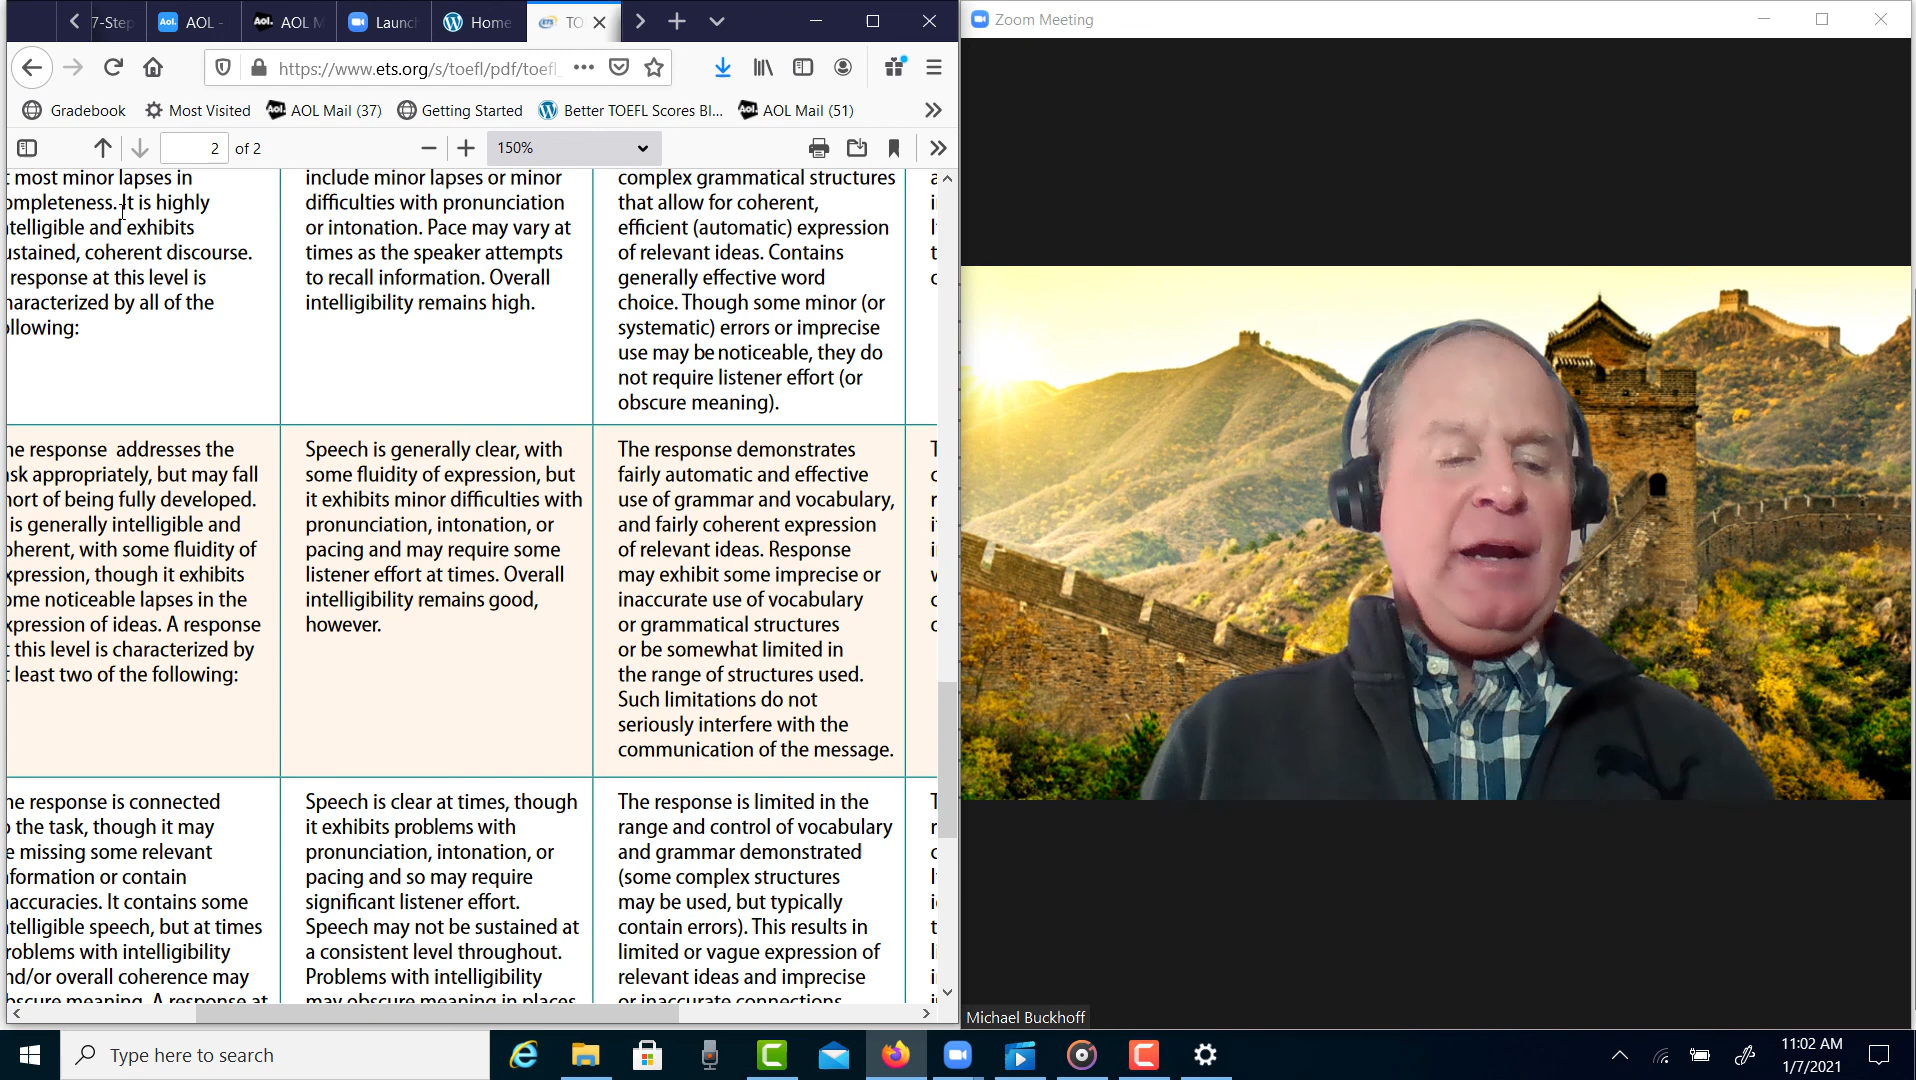 7-Step
AOL -
AOL M
Launc
Home
TO
Zoom Meeting
https://www.ets.org/s/toefl/pdf/toefl_
Gradebook
Most Visited
AOL Mail (37)
Getting Started
Better TOEFL Scores Bl...
AOL Mail (51)
2 of 2
150%
t most minor lapses in
ompleteness. It is highly
ntelligible and exhibits
ustained, coherent discourse.
response at this level is
haracterized by all of the
ollowing:
include minor lapses or minor
difficulties with pronunciation
or intonation. Pace may vary at
times as the speaker attempts
to recall information. Overall
intelligibility remains high.
complex grammatical structures
that allow for coherent,
efficient (automatic) expression
of relevant ideas. Contains
generally effective word
choice. Though some minor (or
systematic) errors or imprecise
use may be noticeable, they do
not require listener effort (or
obscure meaning).
he response addresses the
sk appropriately, but may fall
hort of being fully developed.
is generally intelligible and
oherent, with some fluidity of
xpression, though it exhibits
ome noticeable lapses in the
xpression of ideas. A response
t this level is characterized by
t least two of the following:
Speech is generally clear, with
some fluidity of expression, but
it exhibits minor difficulties with
pronunciation, intonation, or
pacing and may require some
listener effort at times. Overall
intelligibility remains good,
however.
The response demonstrates
fairly automatic and effective
use of grammar and vocabulary,
and fairly coherent expression
of relevant ideas. Response
may exhibit some imprecise or
inaccurate use of vocabulary
or grammatical structures
or be somewhat limited in
the range of structures used.
Such limitations do not
seriously interfere with the
communication of the message.
he response is connected
o the task, though it may
e missing some relevant
nformation or contain
naccuracies. It contains some
ntelligible speech, but at times
roblems with intelligibility
nd/or overall coherence may
bscure meaning. A response at
Speech is clear at times, though
it exhibits problems with
pronunciation, intonation, or
pacing and so may require
significant listener effort.
Speech may not be sustained at
a consistent level throughout.
Problems with intelligibility
may obscure meaning in places
The response is limited in the
range and control of vocabulary
and grammar demonstrated
(some complex structures
may be used, but typically
contain errors). This results in
limited or vague expression of
relevant ideas and imprecise
or inaccurate connections
Michael Buckhoff
Type here to search
11:02 AM
1/7/2021